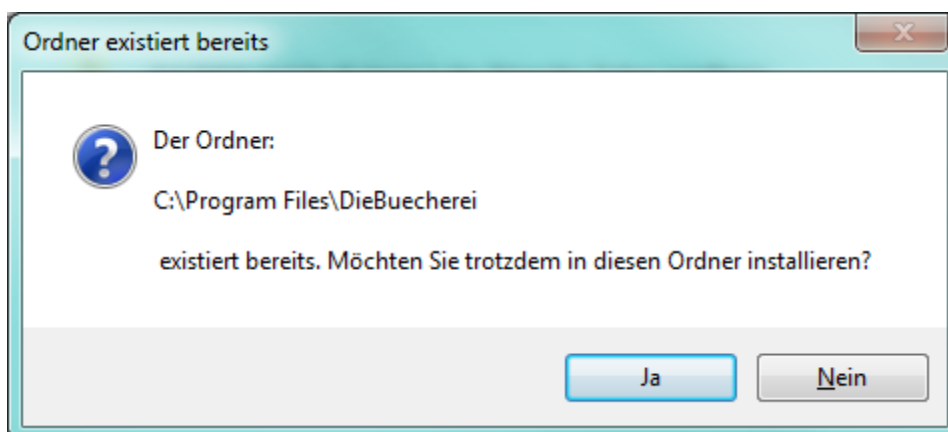 Ordner existiert bereits
Der Ordner:
C:\Program Files\DieBuecherei
existiert bereits. Möchten Sie trotzdem in diesen Ordner installieren?
Ja
Nein